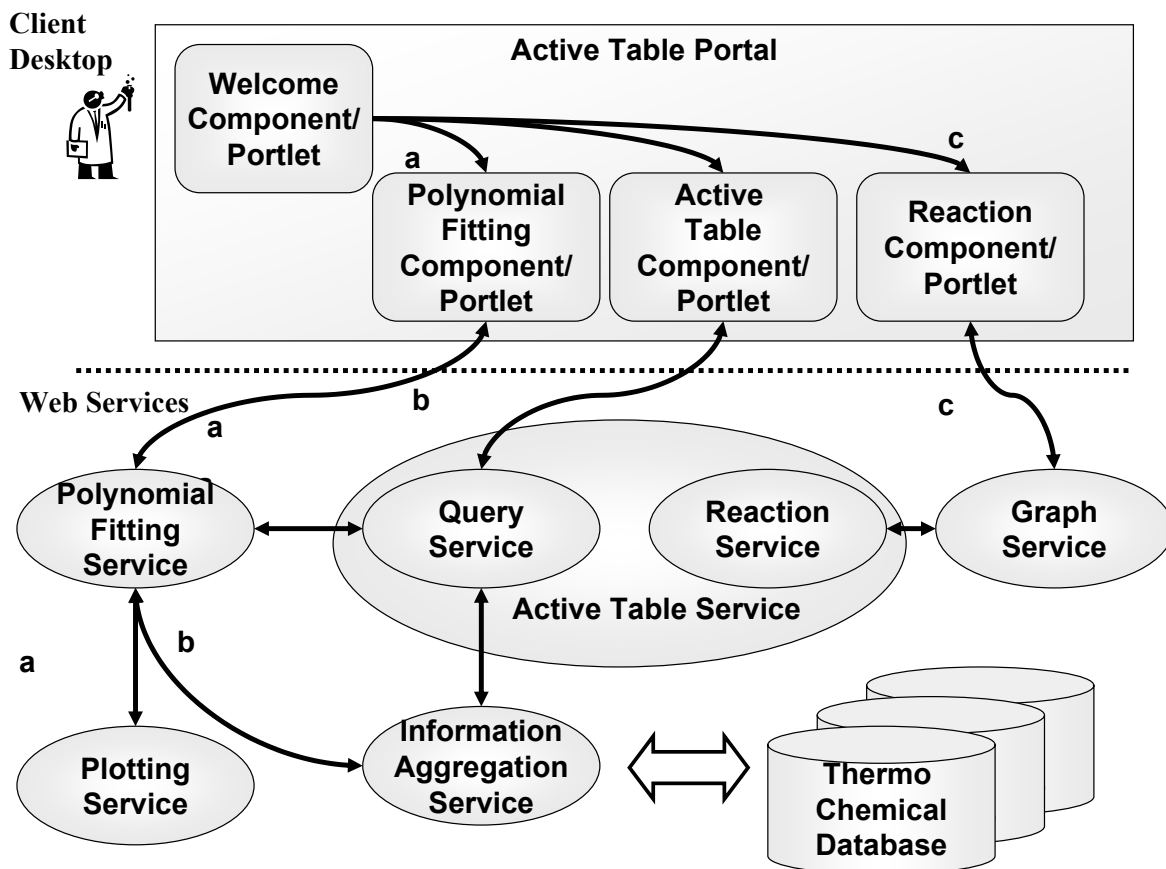 Client
Desktop
Active Table Portal
Welcome
Component/
Portlet
a
c
Polynomial
Fitting
Component/
Portlet
Active
Table
Component/
Portlet
Reaction
Component/
Portlet
Web Services
a
b
c
Polynomial
Fitting
Service
Query
Service
Reaction
Service
Graph
Service
Active Table Service
a
b
Plotting
Service
Information
Aggregation
Service
Thermo
Chemical
Database